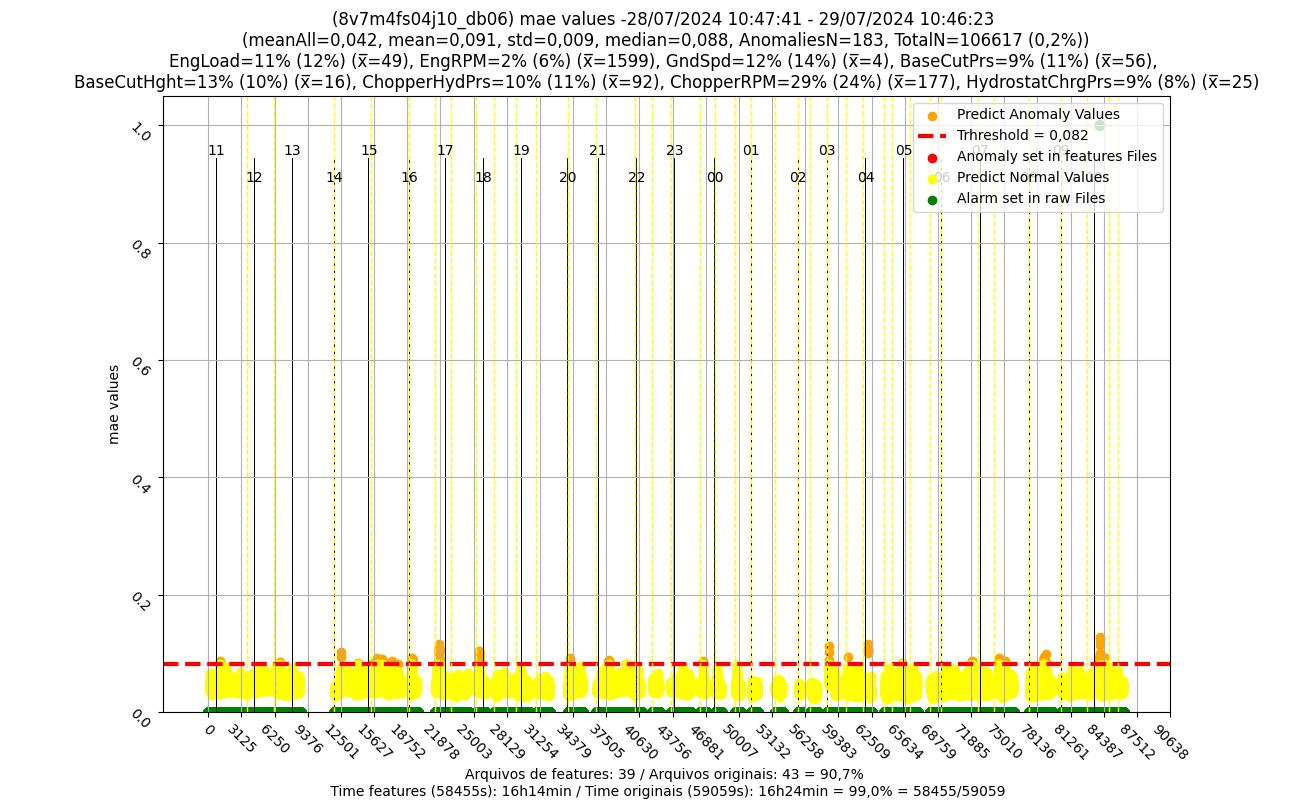 (8v7m4fs04j10_db06) mae values -28/07/2024 10:47:41 - 29/07/2024 10:46:23
(meanAll=0,042, mean=0,091, std=0,009, median=0,088, AnomaliesN=183, TotalN=106617 (0,2%))
EngLoad=11% (12%) (x̅=49), EngRPM=2% (6%) (x̅=1599), GndSpd=12% (14%) (x̅=4), BaseCutPrs=9% (11%) (x̅=56),
BaseCutHght=13% (10%) (x̅=16), ChopperHydPrs=10% (11%) (x̅=92), ChopperRPM=29% (24%) (x̅=177), HydrostatChrgPrs=9% (8%) (x̅=25)
Predict Anomaly Values
Trhreshold = 0,082
Anomaly set in features Files
Predict Normal Values
Alarm set in raw Files
11 13 15 17 19 21 23 01 03 05 07 09
12 14 16 18 20 22 00 02 04 06
1.0
0.8
0.6
0.4
0.2
0.0
mae values
0 3125 6250 9376 12501 15627 18752 21878 25003 28129 31254 34379 37505 40630 43756 46881 50007 53132 56258 59383 62509 65634 68759 71885 75010 78136 81261 84387 87512 90638
Arquivos de features: 39 / Arquivos originais: 43 = 90,7%
Time features (58455s): 16h14min / Time originais (59059s): 16h24min = 99,0% = 58455/59059